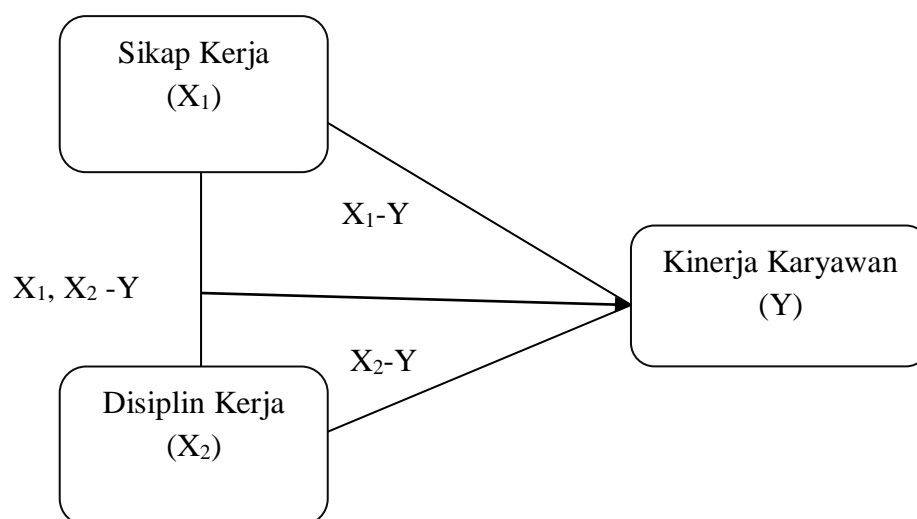 Sikap Kerja
(X₁)
X₁-Y
Kinerja Karyawan
(Y)
X₁, X₂ -Y
X₂-Y
Disiplin Kerja
(X₂)